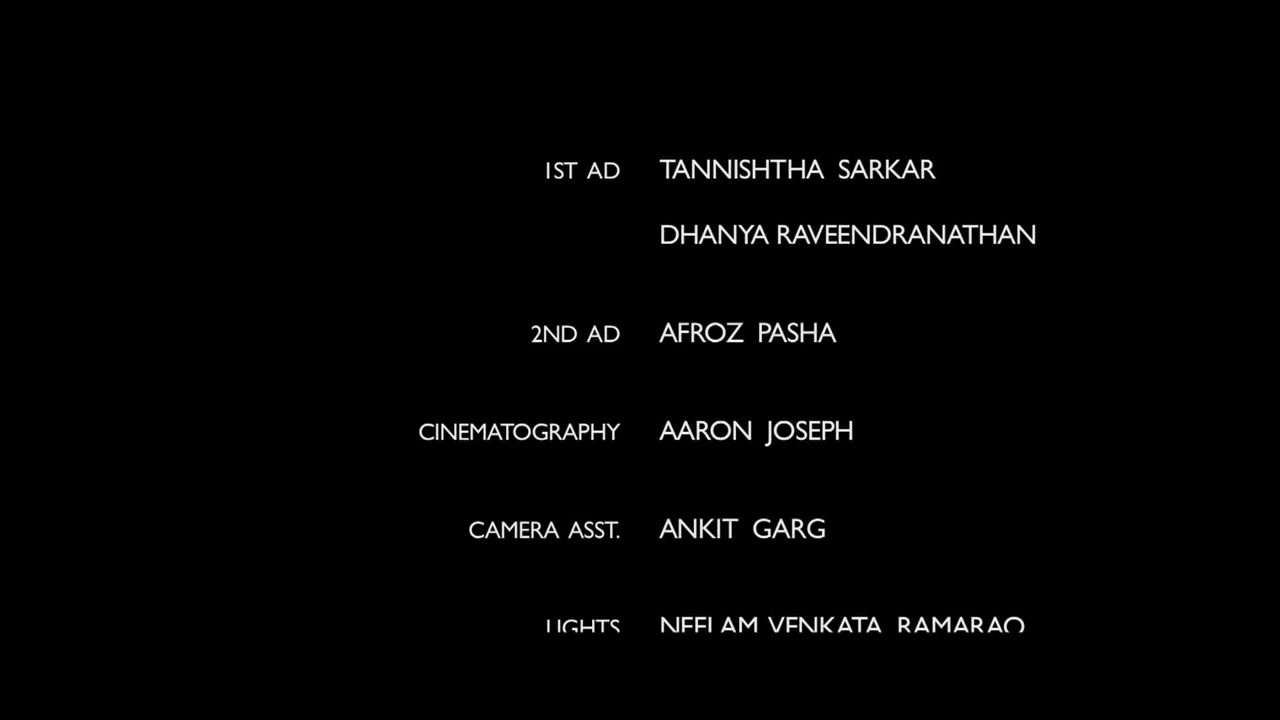 1ST AD TANNISHTHA SARKAR
DHANYA RAVEENDRANATHAN
2ND AD AFROZ PASHA
CINEMATOGRAPHY AARON JOSEPH
CAMERA ASST. ANKIT GARG
LIGHTS NEELAM VENKATA RAMARAO